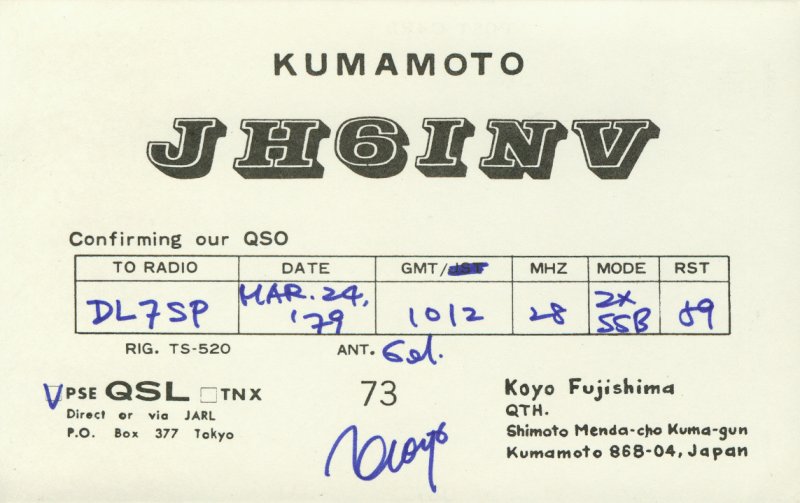 KUMAMOTO
JH6INV
Confirming our QSO
TO RADIO DATE GMT/JST MHZ MODE RST
DL7SP MAR. 24, '79 1012 28 2X SSB 59
RIG. TS-520 ANT. 6el.
PSE QSL TNX
Direct or via JARL
P.O. Box 377 Tokyo
73
Koyo
Koyo Fujishima
QTH.
Shimoto Menda-cho Kuma-gun
Kumamoto 868-04, Japan